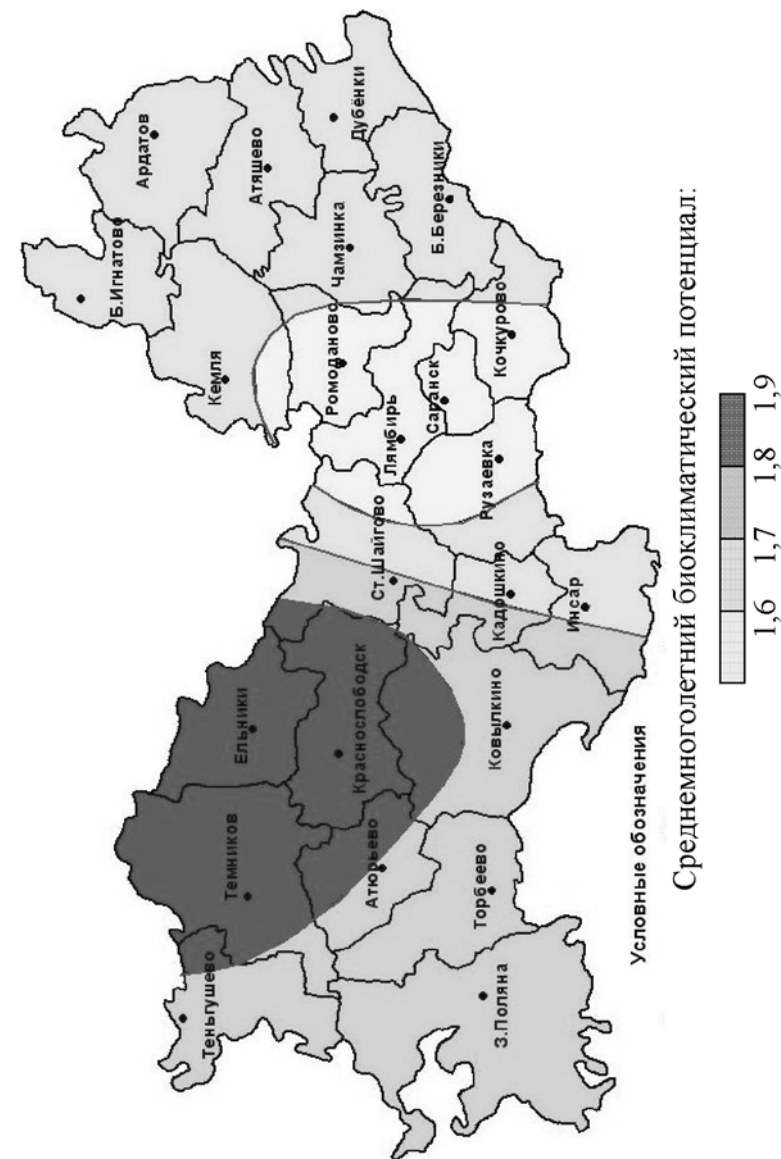 Ардатов
Б.Игнатово
Атяшево
Дубёнки
Кемля
Чамзинка
Б.Березники
Ромоданово
Лямбирь
Саранск
Кочкурово
Рузаевка
Ст.Шайгово
Кадошкино
Инсар
Ельники
Краснослободск
Ковылкино
Темников
Атюрьево
Торбеево
Теньгушево
З.Поляна
Условные обозначения
Среднемноголетний биоклиматический потенциал:
1,6 1,7 1,8 1,9